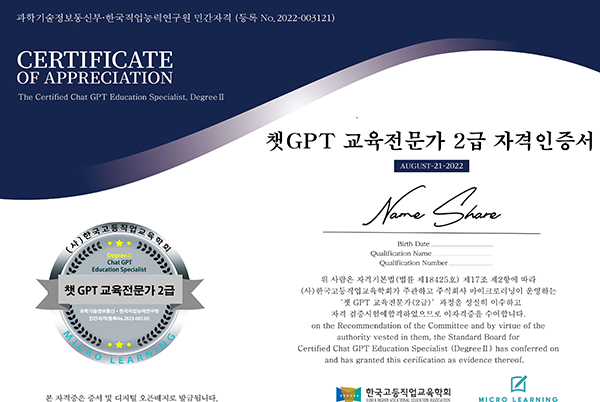 과학기술정보통신부·한국직업능력연구원 민간자격 (등록 No. 2022-003121)
CERTIFICATE
OF APPRECIATION
The Certified Chat GPT Education Specialist, Degree Ⅱ
챗GPT 교육전문가 2급 자격인증서
AUGUST-21-2022
Name Share
Birth Date
Qualification Name
Qualification Number
위 사람은 자격기본법(법률 제18425호) 제17조 제2항에 따라
(사)한국고등직업교육학회가 주관하고 주식회사 마이크로러닝이 운영하는
'챗 GPT 교육전문가(2급)' 과정을 성실히 이수하고
자격 검증시험에합격하였으므로 이자격증을 수여합니다.
on the Recommendation of the Committee and by virtue of the
authority vested in them, the Standard Board for
Certified Chat GPT Education Specialist (Degree Ⅱ) has conferred on
and has granted this cerification as evidence thereof.
(사)한국고등직업교육학회
Degree Ⅱ
Chat GPT
Education Specialist
챗 GPT 교육전문가 2급
과학기술정보통신부 · 한국직업능력연구원
MICRO LEARNING
본 자격증은 증서 및 디지털 오픈배지로 발급됩니다.
한국고등직업교육학회
KOREA HIGHER VOCATIONAL EDUCATION ASSOCIATION
MICRO LEARNING